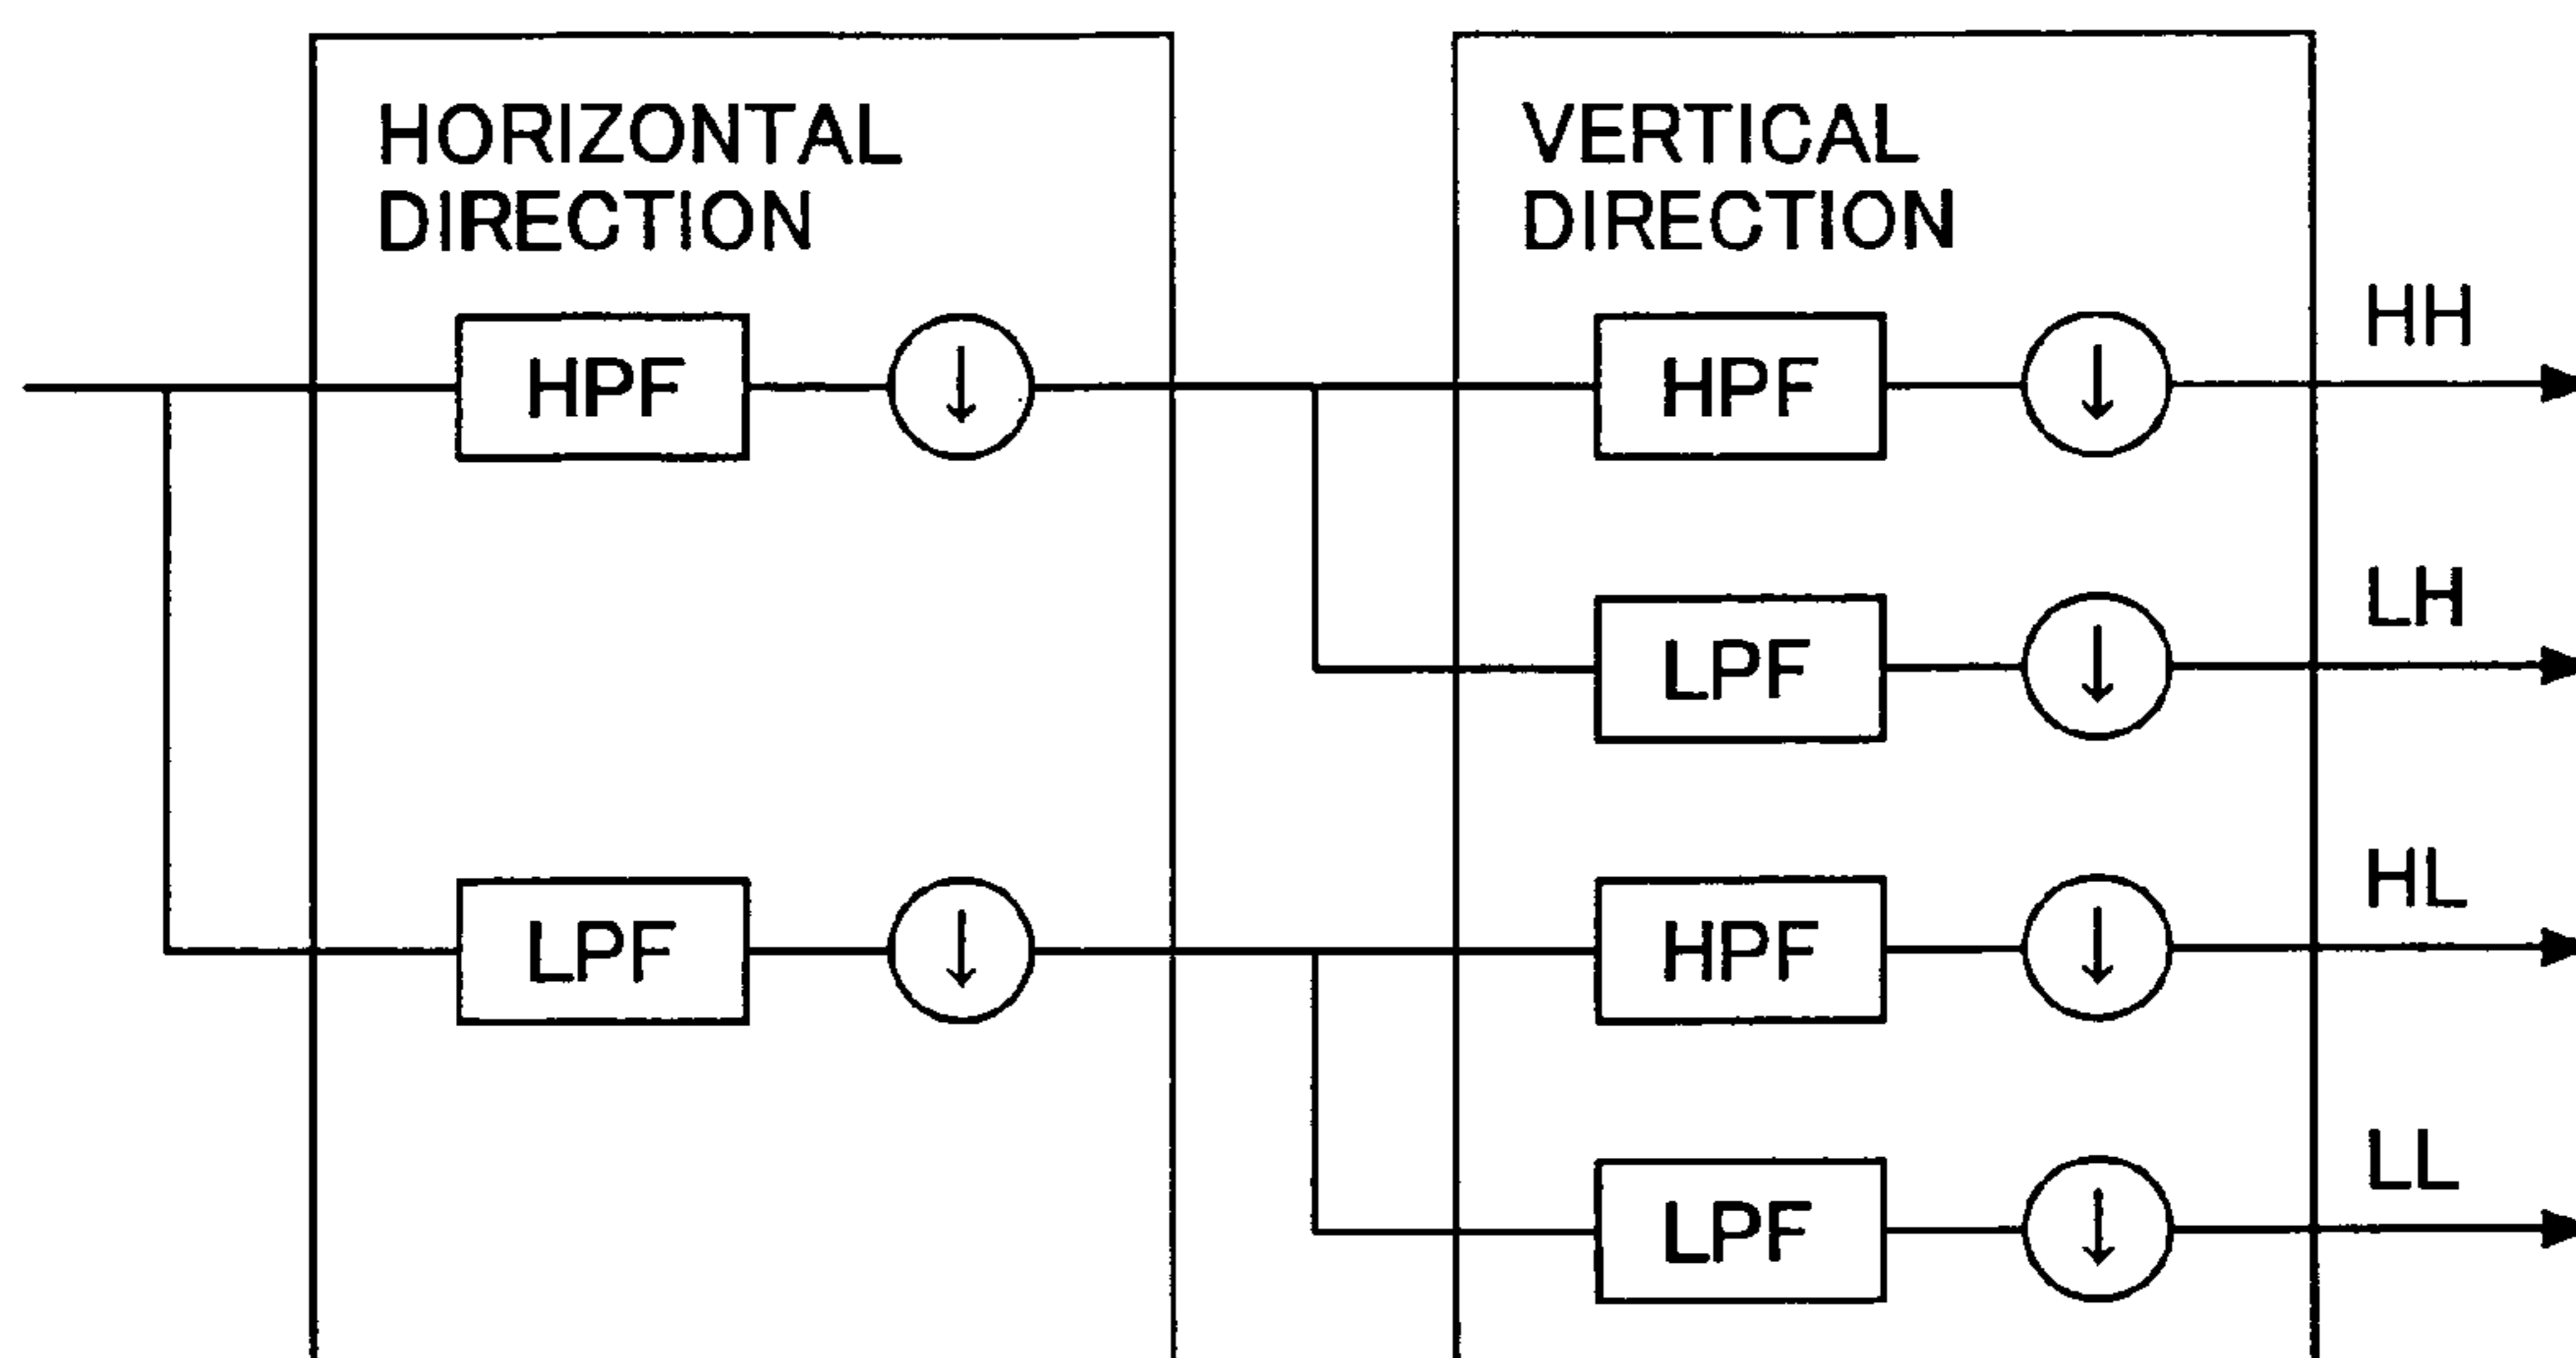 HORIZONTAL
DIRECTION
VERTICAL
DIRECTION
HPF
↓
HPF
↓
HH
LPF
↓
LH
LPF
↓
HPF
↓
HL
LPF
↓
LL